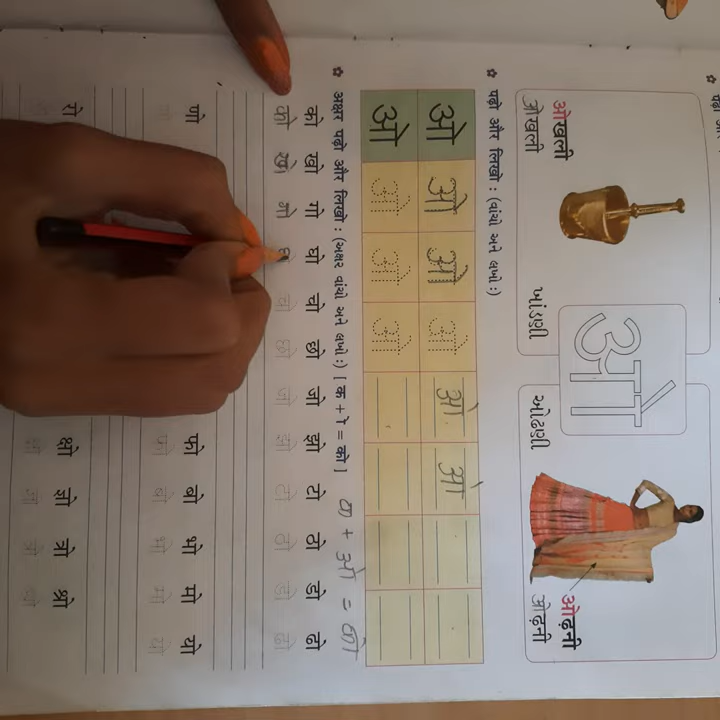 ओखली
ओखली
ખાંડણી
ओ
ઓઢણી
ओढ़नी
ओढ़नी
✡ पढ़ो और लिखो : (વાંચો અને લખો :)
ओ ओ ओ ओ ओ ओ
ओ ओ ओ ओ
✡ अक्षर पढ़ो और लिखो : (અક્ષર વાંચો અને લખો :) [ क + ो = को ] क + ओ = को
को खो गो घो चो छो जो झो टो ठो डो ढो
को खो गो घो चो छो जो झो टो ठो डो ढो
णो फो बो भो मो यो
फो बो भो मो यो
रो क्षो ज्ञो त्रो श्रो